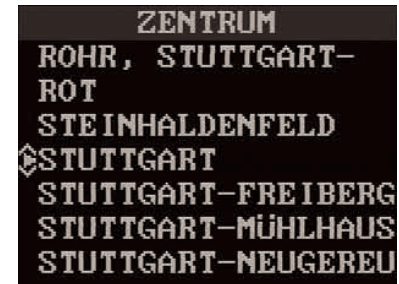 ZENTRUM
ROHR, STUTTGART-
ROT
STEINHALDENFELD
STUTTGART
STUTTGART-FREIBERG
STUTTGART-MÜHLHAUS
STUTTGART-NEUGEREU